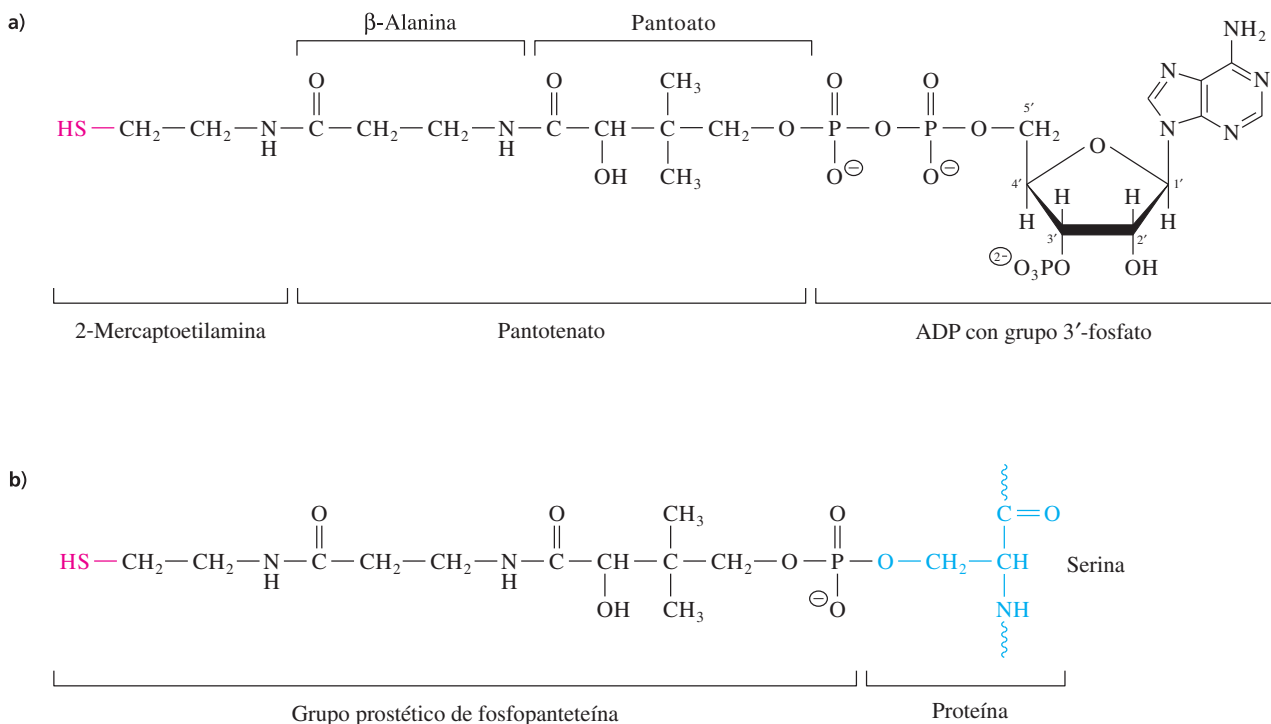 a)
β-Alanina
Pantoato
NH₂
O O CH₃ O O N N
HS—CH₂—CH₂—N—C—CH₂—CH₂—N—C—CH—C—CH₂—O—P—O—P—O—CH₂ 5′ O N N
H H OH CH₃ O⊖ O⊖ 4′ H H 1′
H 3′ 2′ H
②⁻O₃PO OH
2-Mercaptoetilamina
Pantotenato
ADP con grupo 3′-fosfato
b)
O O CH₃ O C=O
HS—CH₂—CH₂—N—C—CH₂—CH₂—N—C—CH—C—CH₂—O—P—O—CH₂—CH Serina
H H OH CH₃ ⊖O NH
Grupo prostético de fosfopanteteína
Proteína